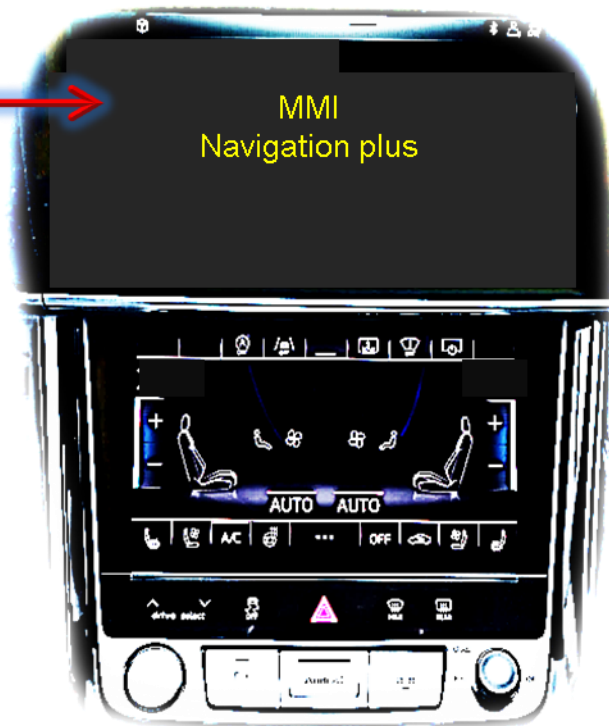 MMI
Navigation plus
+ +
− −
AUTO AUTO
A/C ••• OFF
drive select OFF